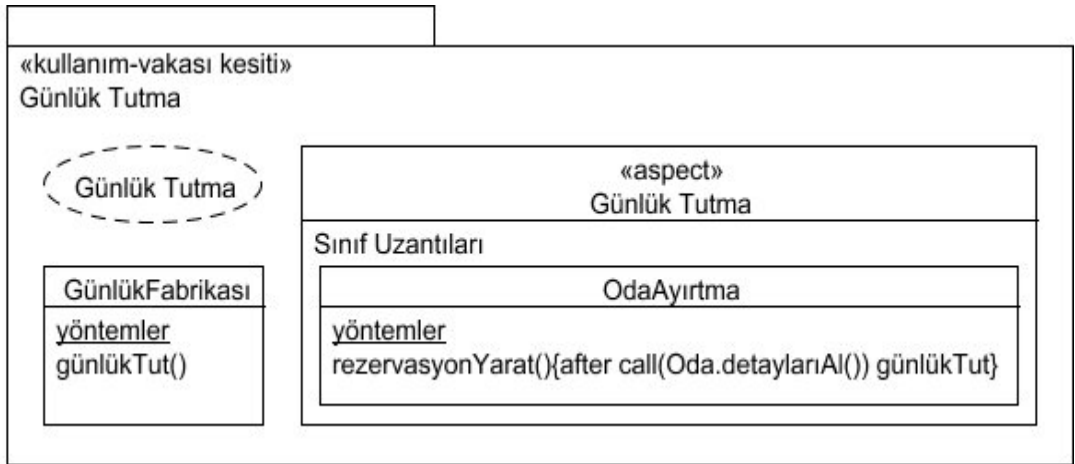 «kullanım-vakası kesiti»
Günlük Tutma
Günlük Tutma
«aspect»
Günlük Tutma
Sınıf Uzantıları
GünlükFabrikası
yöntemler
günlükTut()
OdaAyırtma
yöntemler
rezervasyonYarat(){after call(Oda.detaylarıAl()) günlükTut}